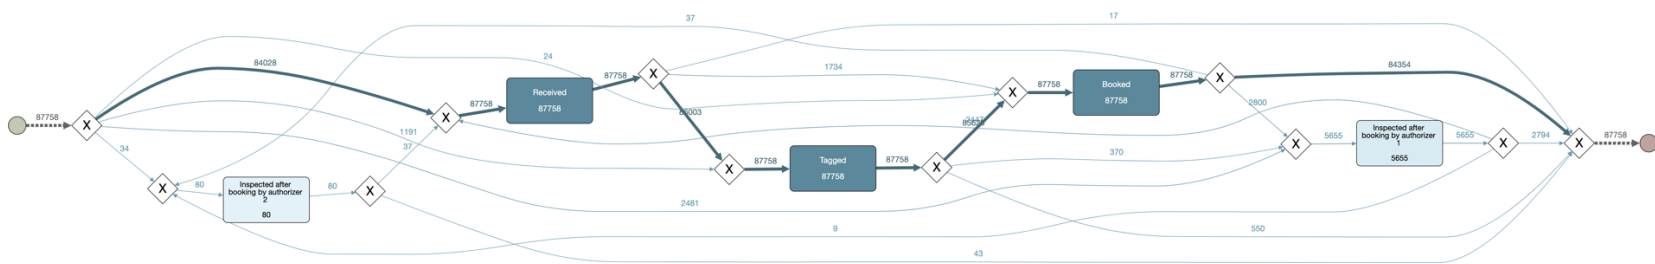 37
17
24
84028
87758
1734
84354
87758
X
87758
X
Received
87758
87758
X
87758
Booked
87758
87758
X
2800
87758
X
1191
37
X
34
5655
Inspected after
booking by authorizer
1
5655
5655
X
2794
X
87758
370
X
87758
Tagged
87758
87758
X
X
80
Inspected after
booking by authorizer
2
80
80
X
2481
9
550
43